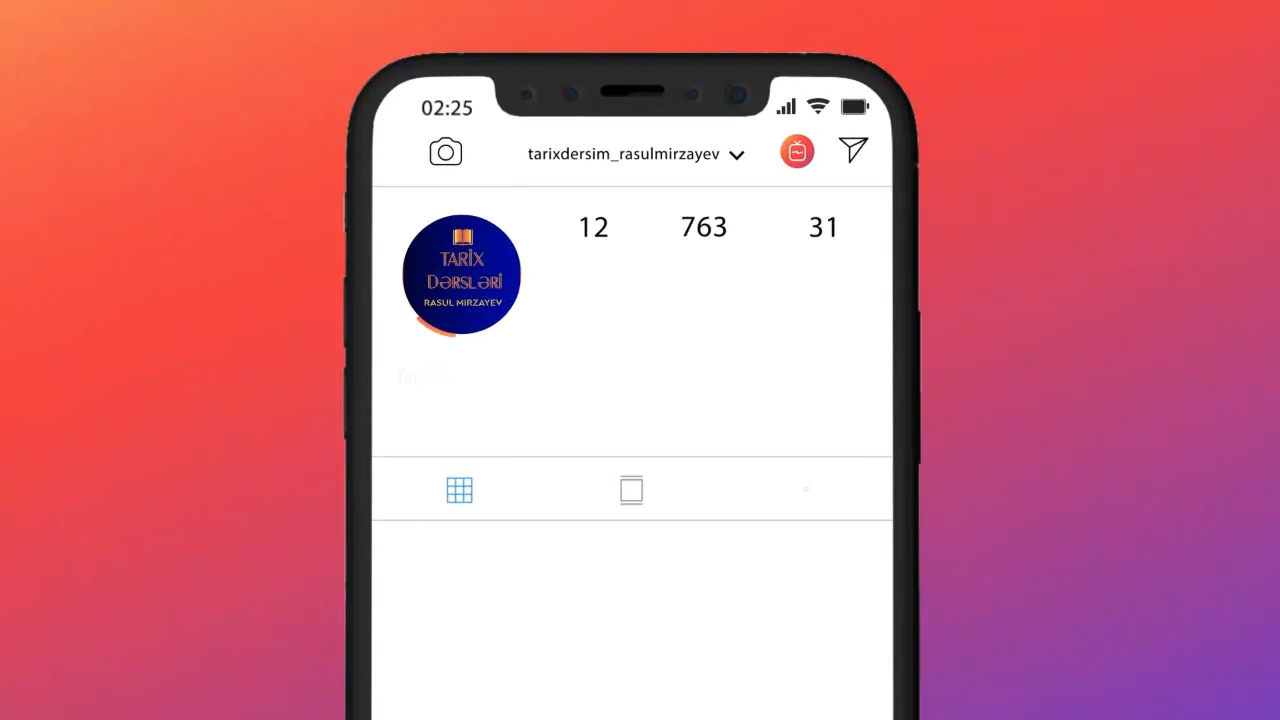 02:25
tarixdersim_rasulmirzayev
12 763 31
TARİX
DƏRSLƏRİ
RASUL MIRZAYEV